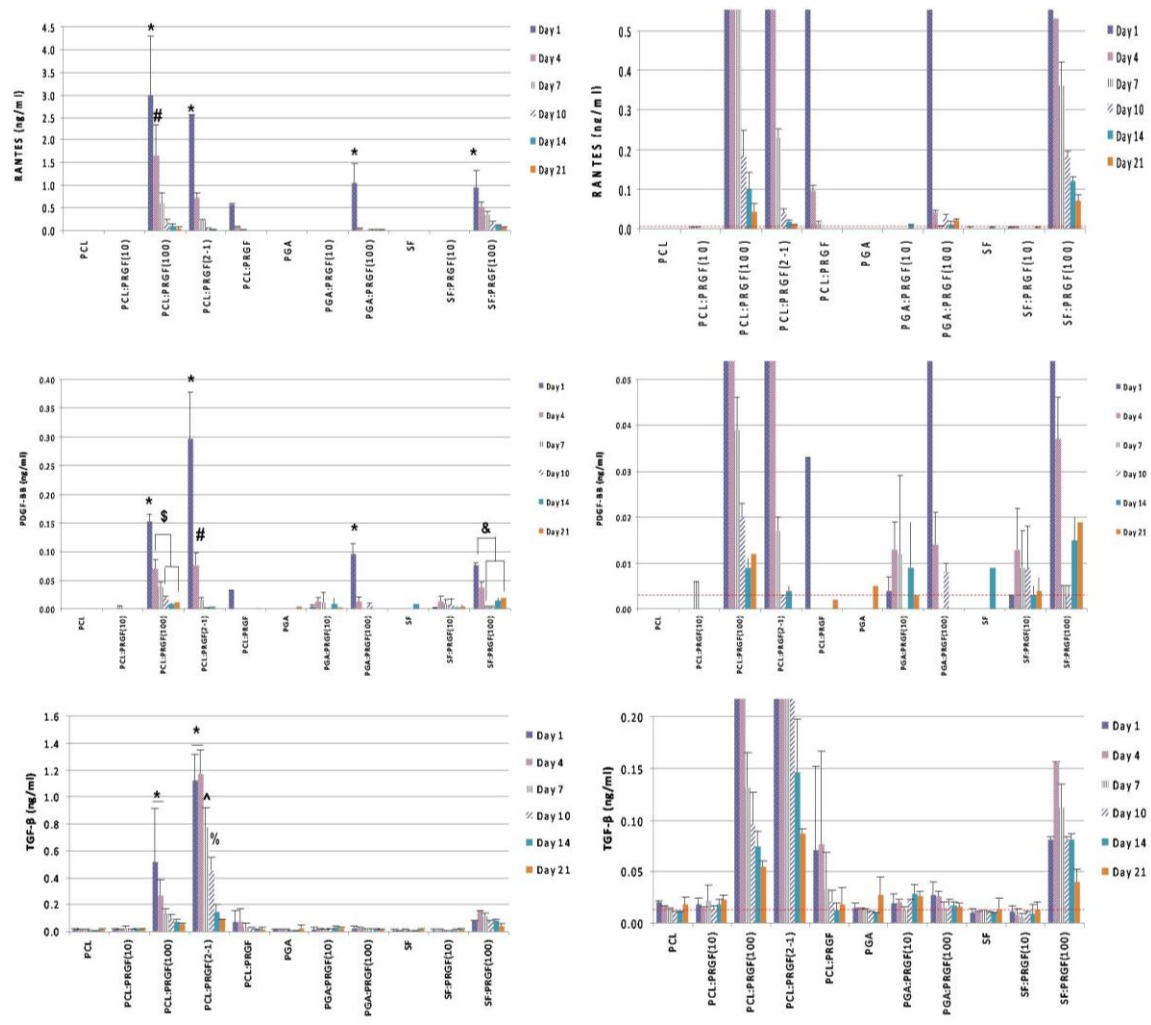 RANTES (ng/ml)
4.5
4.0
3.5
3.0
2.5
2.0
1.5
1.0
0.5
0.0
*
#
*
*
*
PCL
PCL:PRGF(10)
PCL:PRGF(100)
PCL:PRGF(2-1)
PCL:PRGF
PGA
PGA:PRGF(10)
PGA:PRGF(100)
SF
SF:PRGF(10)
SF:PRGF(100)
Day 1
Day 4
Day 7
Day 10
Day 14
Day 21
RANTES (ng/ml)
0.5
0.4
0.3
0.2
0.1
0.0
PCL
PCL:PRGF(10)
PCL:PRGF(100)
PCL:PRGF(2-1)
PCL:PRGF
PGA
PGA:PRGF(10)
PGA:PRGF(100)
SF
SF:PRGF(10)
SF:PRGF(100)
Day 1
Day 4
Day 7
Day 10
Day 14
Day 21
PDGF-BB (ng/ml)
0.40
0.35
0.30
0.25
0.20
0.15
0.10
0.05
0.00
*
$
*
#
*
&
PCL
PCL:PRGF(10)
PCL:PRGF(100)
PCL:PRGF(2-1)
PCL:PRGF
PGA
PGA:PRGF(10)
PGA:PRGF(100)
SF
SF:PRGF(10)
SF:PRGF(100)
Day 1
Day 4
Day 7
Day 10
Day 14
Day 21
PDGF-BB (ng/ml)
0.05
0.04
0.03
0.02
0.01
0.00
PCL
PCL:PRGF(10)
PCL:PRGF(100)
PCL:PRGF(2-1)
PCL:PRGF
PGA
PGA:PRGF(10)
PGA:PRGF(100)
SF
SF:PRGF(10)
SF:PRGF(100)
Day 1
Day 4
Day 7
Day 10
Day 14
Day 21
TGF-β (ng/ml)
1.6
1.4
1.2
1.0
0.8
0.6
0.4
0.2
0.0
*
*
^
%
PCL
PCL:PRGF(10)
PCL:PRGF(100)
PCL:PRGF(2-1)
PCL:PRGF
PGA
PGA:PRGF(10)
PGA:PRGF(100)
SF
SF:PRGF(10)
SF:PRGF(100)
Day 1
Day 4
Day 7
Day 10
Day 14
Day 21
TGF-β (ng/ml)
0.20
0.15
0.10
0.05
0.00
PCL
PCL:PRGF(10)
PCL:PRGF(100)
PCL:PRGF(2-1)
PCL:PRGF
PGA
PGA:PRGF(10)
PGA:PRGF(100)
SF
SF:PRGF(10)
SF:PRGF(100)
Day 1
Day 4
Day 7
Day 10
Day 14
Day 21